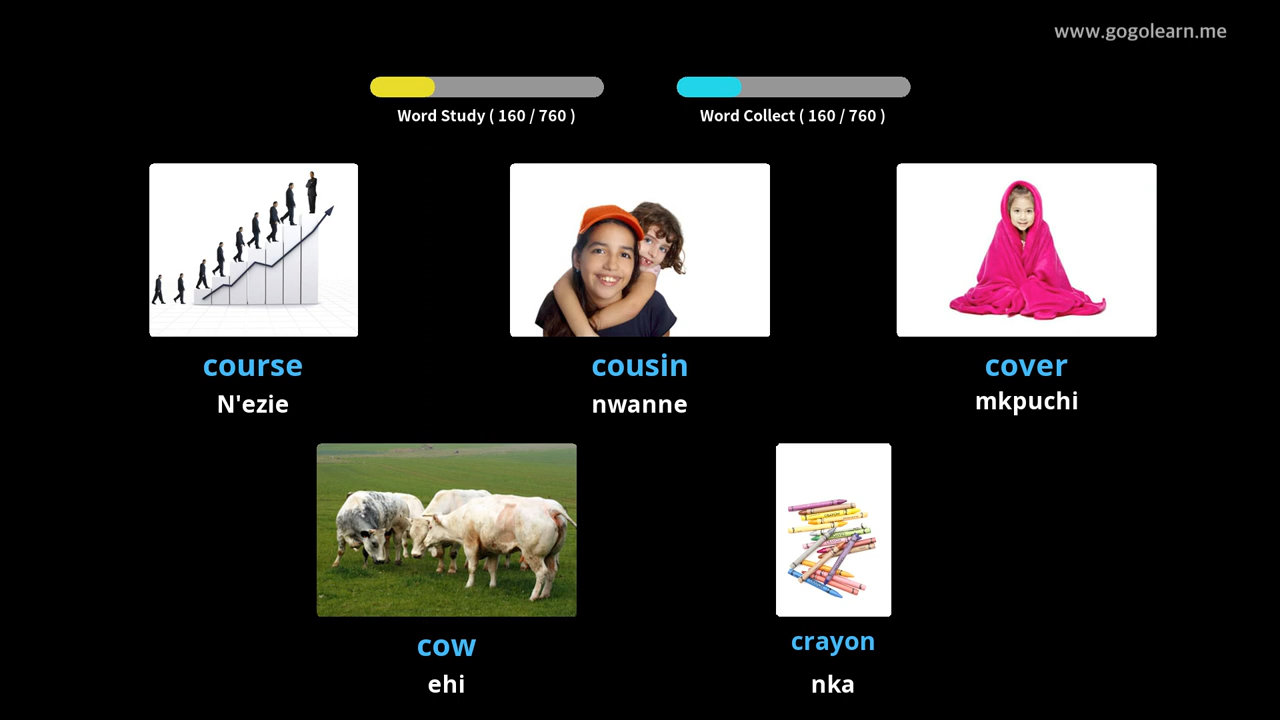 www.gogolearn.me
Word Study ( 160 / 760 )
Word Collect ( 160 / 760 )
course
N'ezie
cousin
nwanne
cover
mkpuchi
cow
ehi
crayon
nka